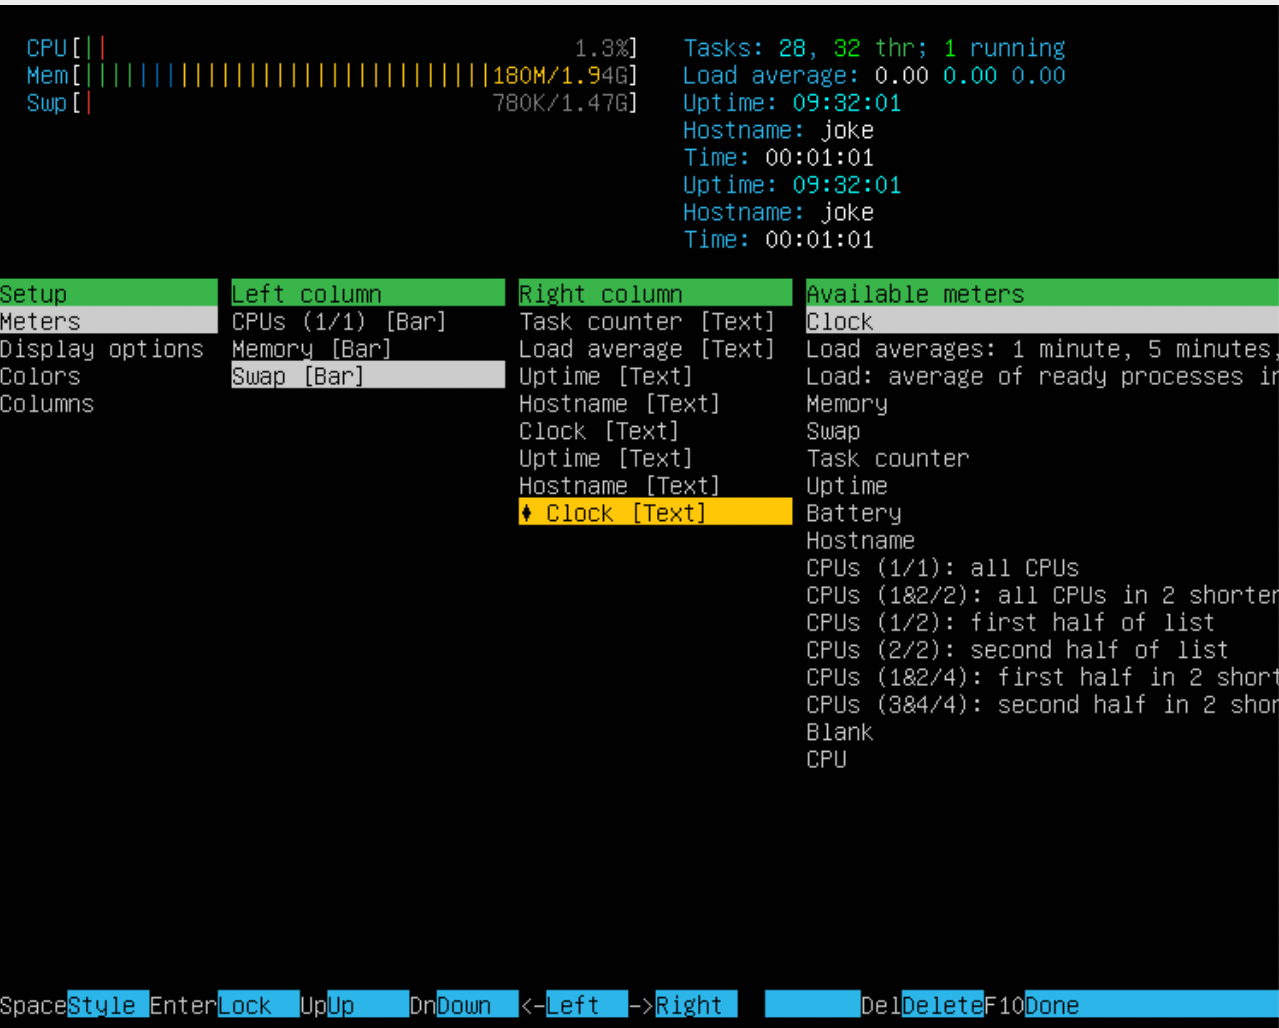 CPU[|| 1.3%] Tasks: 28, 32 thr; 1 running
Mem[||||||||||||||||||||||||||||||180M/1.94G] Load average: 0.00 0.00 0.00
Swp[| 780K/1.47G] Uptime: 09:32:01
Hostname: joke
Time: 00:01:01
Uptime: 09:32:01
Hostname: joke
Time: 00:01:01
Setup Left column Right column Available meters
Meters CPUs (1/1) [Bar] Task counter [Text] Clock
Display options Memory [Bar] Load average [Text] Load averages: 1 minute, 5 minutes,
Colors Swap [Bar] Uptime [Text] Load: average of ready processes in
Columns Hostname [Text] Memory
Clock [Text] Swap
Uptime [Text] Task counter
Hostname [Text] Uptime
♦ Clock [Text] Battery
Hostname
CPUs (1/1): all CPUs
CPUs (1&2/2): all CPUs in 2 shorter
CPUs (1/2): first half of list
CPUs (2/2): second half of list
CPUs (1&2/4): first half in 2 short
CPUs (3&4/4): second half in 2 shor
Blank
CPU
SpaceStyle EnterLock UpUp DnDown <-Left ->Right DelDeleteF10Done